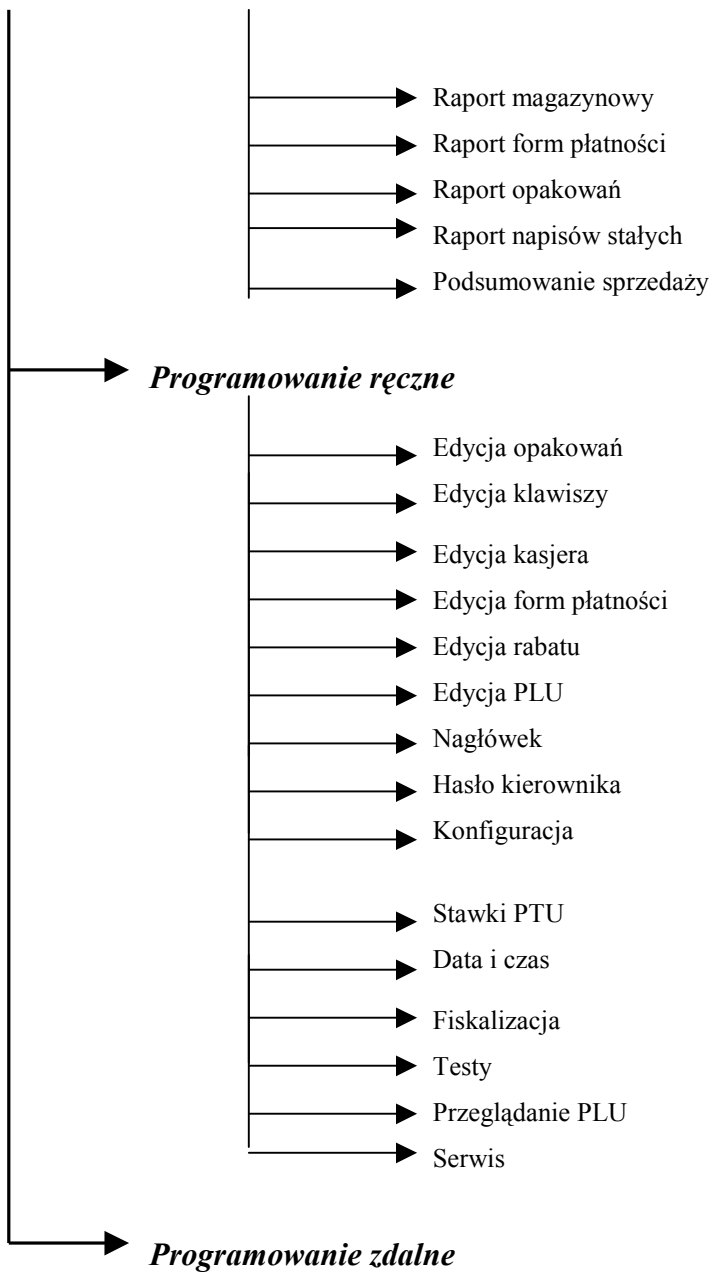 Raport magazynowy
Raport form płatności
Raport opakowań
Raport napisów stałych
Podsumowanie sprzedaży
Programowanie ręczne
Edycja opakowań
Edycja klawiszy
Edycja kasjera
Edycja form płatności
Edycja rabatu
Edycja PLU
Nagłówek
Hasło kierownika
Konfiguracja
Stawki PTU
Data i czas
Fiskalizacja
Testy
Przeglądanie PLU
Serwis
Programowanie zdalne